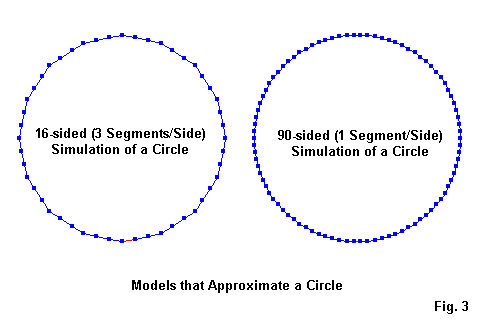 16-sided (3 Segments/Side)
Simulation of a Circle
90-sided (1 Segment/Side)
Simulation of a Circle
Models that Approximate a Circle
Fig. 3